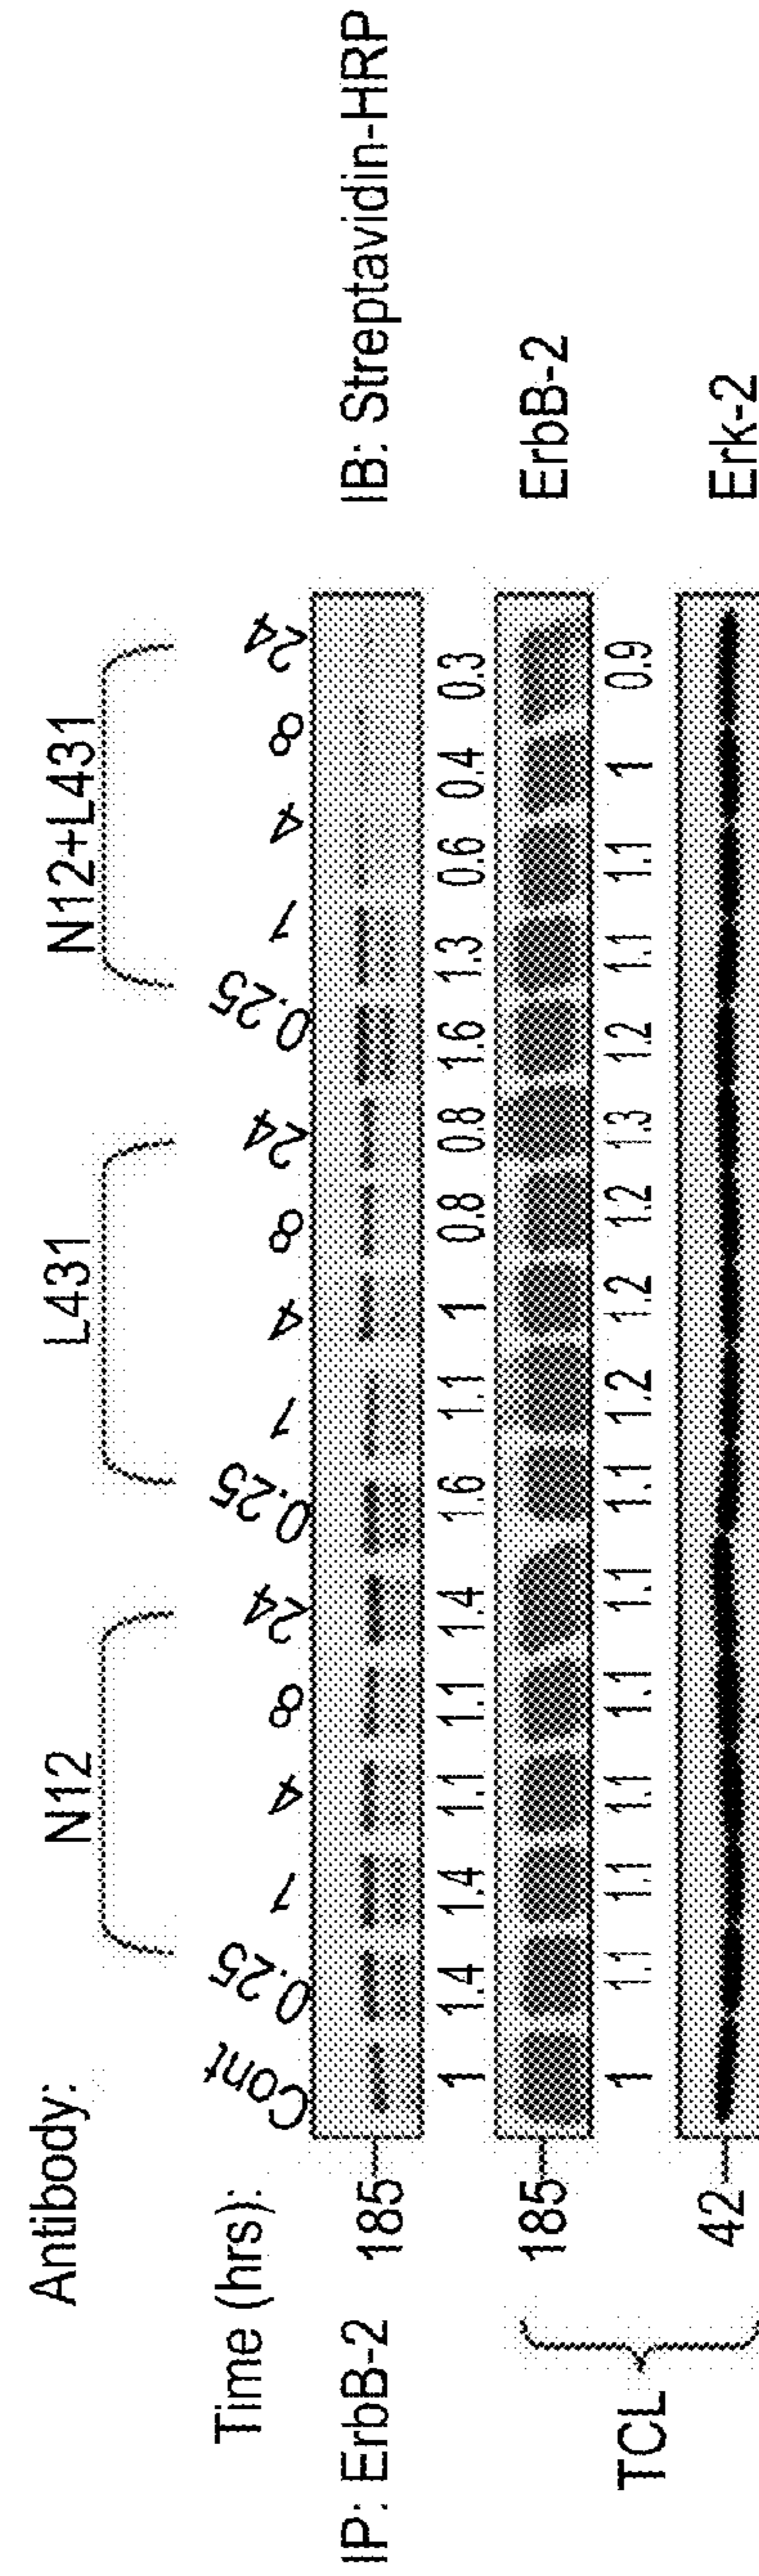 Antibody: N12 L431 N12+L431
Time (hrs): Cont 0.25 1 4 8 24 0.25 1 4 8 24 0.25 1 4 8 24
IP: ErbB-2 185 IB: Streptavidin-HRP
1 1.4 1.4 1.1 1.1 1.4 1.6 1.1 1 0.8 0.8 1.6 1.3 0.6 0.4 0.3
185 ErbB-2
1 1.1 1.1 1.1 1.1 1.1 1.1 1.2 1.2 1.2 1.3 1.2 1.1 1.1 1 0.9
TCL
42 Erk-2